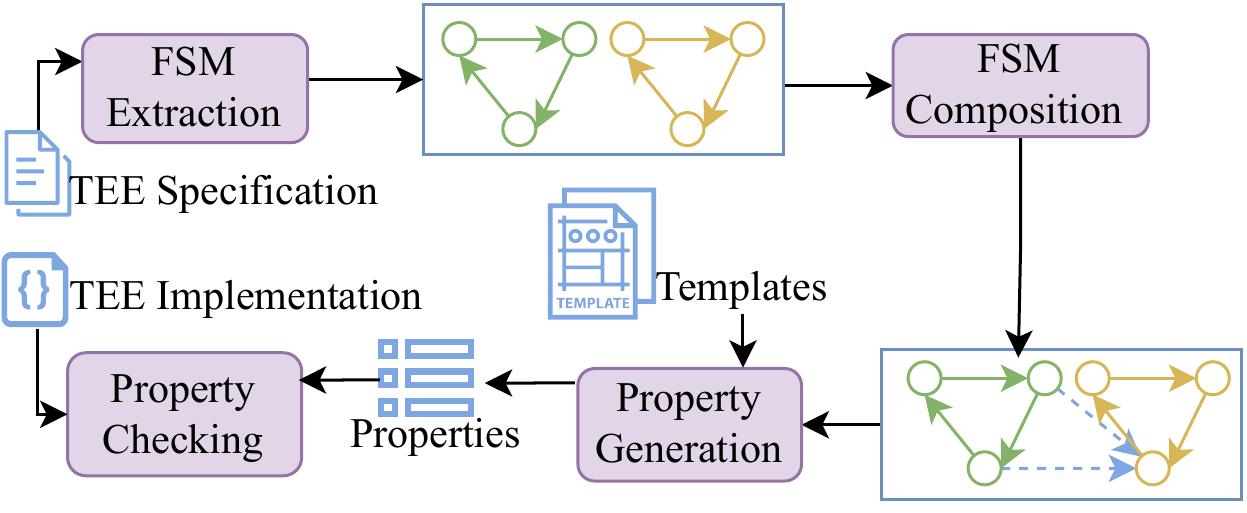 FSM
Extraction
FSM
Composition
TEE Specification
TEE Implementation
{}
TEMPLATE
Templates
Property
Checking
Properties
Property
Generation